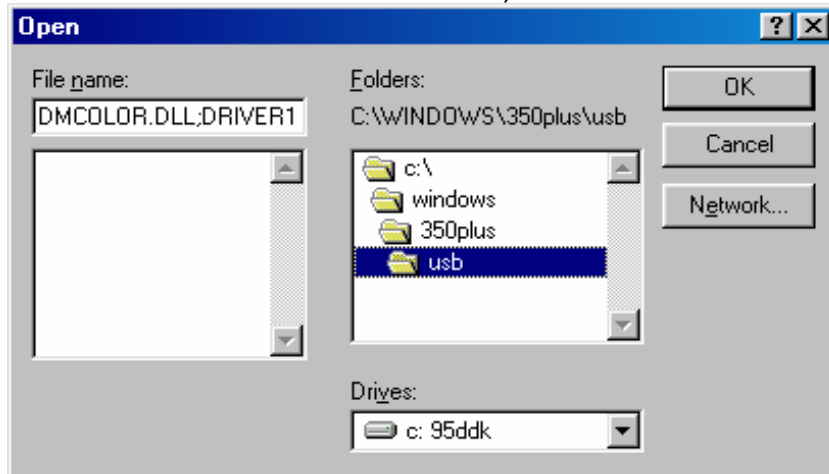 Open
File name:
DMCOLOR.DLL;DRIVER1
Folders:
C:\WINDOWS\350plus\usb
c:\
windows
350plus
usb
Drives:
c: 95ddk
OK
Cancel
Network...